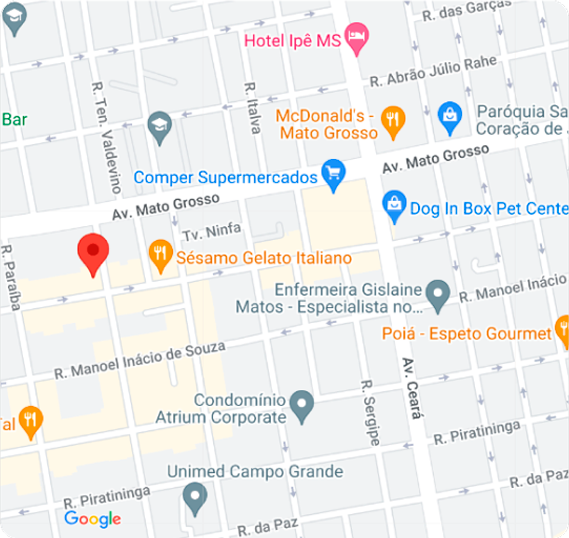 R. das Garças
Hotel Ipê MS
R. Abrão Júlio Rahe
R. Ten. Valdevino
R. Italva
Bar
McDonald's -
Mato Grosso
Paróquia Sa
Coração de
Av. Mato Grosso
Comper Supermercados
Av. Mato Grosso
Dog In Box Pet Cente
Tv. Ninfa
R. Paraíba
Sésamo Gelato Italiano
Enfermeira Gislaine
Matos - Especialista no...
R. Manoel Inácio
Poiá - Espeto Gourmet
R. Manoel Inácio de Souza
Av. Ceará
R. Sergipe
Condomínio
Atrium Corporate
al
R. Piratininga
Unimed Campo Grande
R. Piratininga
R. da Paz
Google
R. da Paz